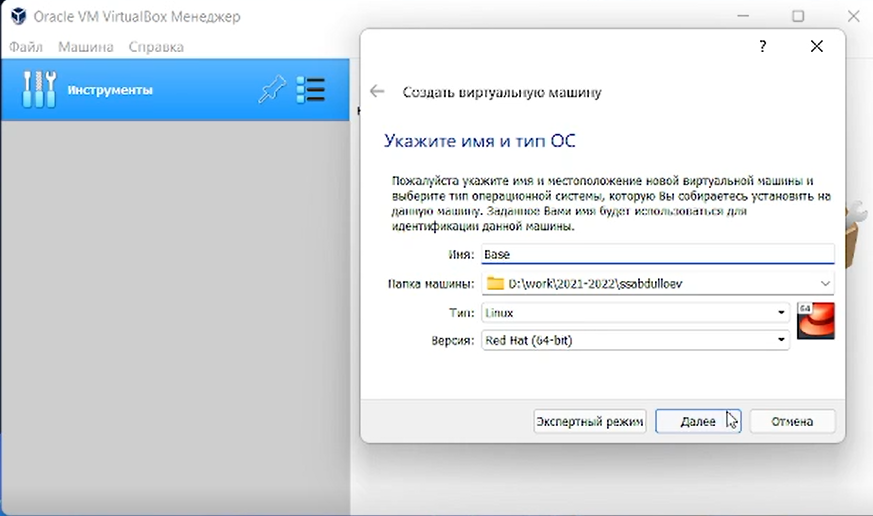 Oracle VM VirtualBox Менеджер
Файл Машина Справка
Инструменты
?
Создать виртуальную машину
Укажите имя и тип ОС
Пожалуйста укажите имя и местоположение новой виртуальной машины и
выберите тип операционной системы, которую Вы собираетесь установить на
данную машину. Заданное Вами имя будет использоваться для
идентификации данной машины.
Имя: Base
Папка машины: D:\work\2021-2022\ssabdulloev
Тип: Linux
64
Версия: Red Hat (64-bit)
Экспертный режим Далее Отмена